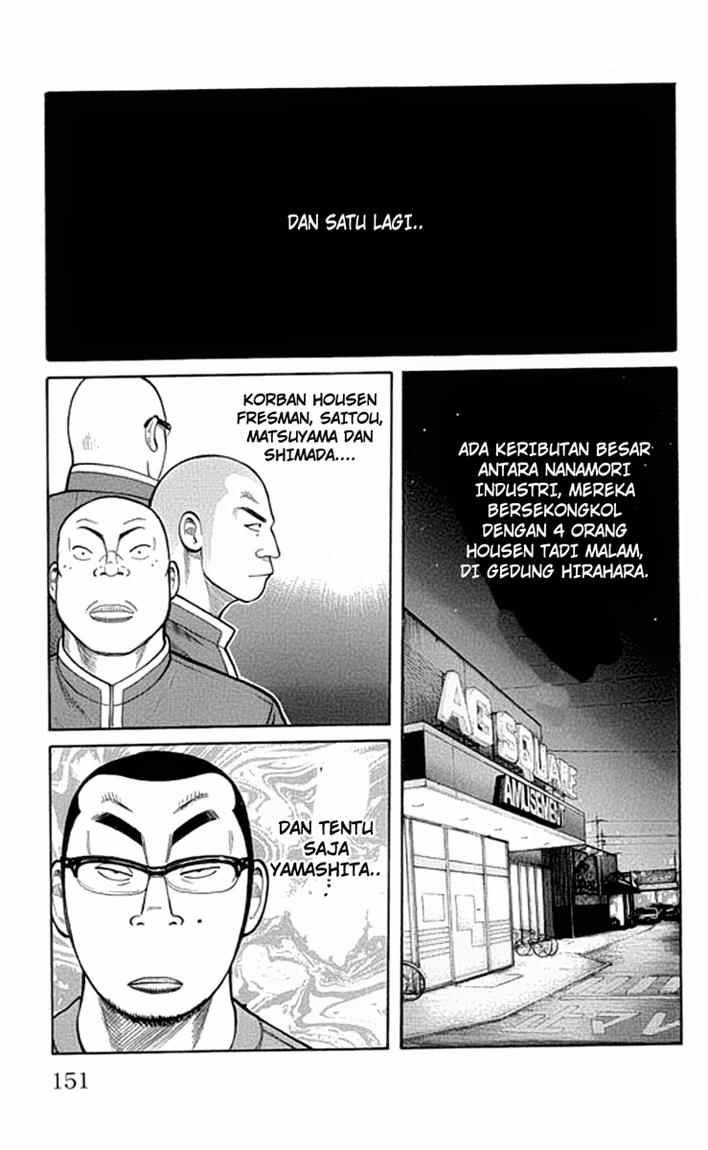 DAN SATU LAGI..
ADA KERIBUTAN BESAR
ANTARA NANAMORI
INDUSTRI, MEREKA
BERSEKONGKOL
DENGAN 4 ORANG
HOUSEN TADI MALAM,
DI GEDUNG HIRAHARA.
AG SQUARE
AMUSEMENT
KORBAN HOUSEN
FRESMAN, SAITOU,
MATSUYAMA DAN
SHIMADA....
DAN TENTU
SAJA
YAMASHITA..
151